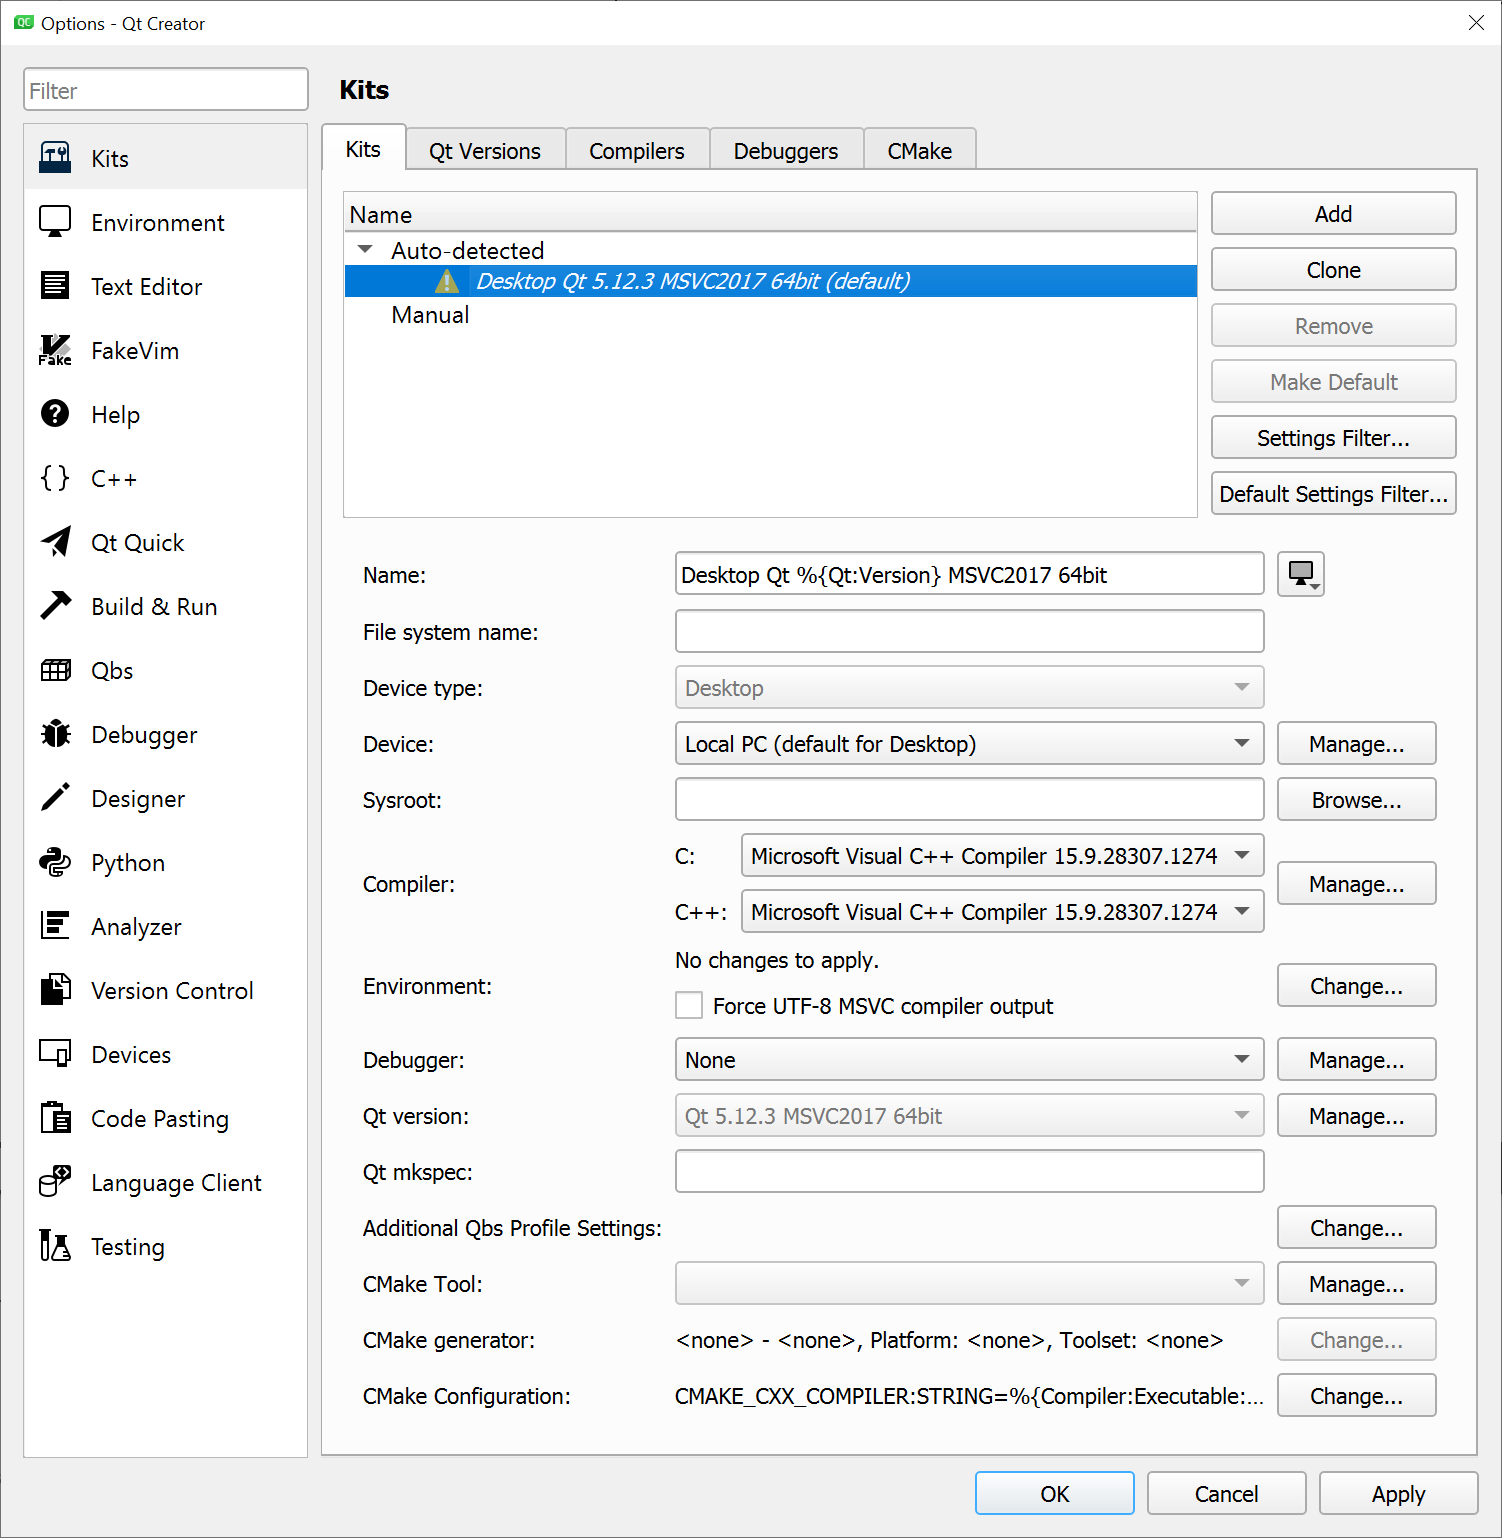 QC Options - Qt Creator
Filter
Kits
Environment
Text Editor
Fake FakeVim
Help
C++
Qt Quick
Build & Run
Qbs
Debugger
Designer
Python
Analyzer
Version Control
Devices
Code Pasting
Language Client
Testing
Kits
Kits Qt Versions Compilers Debuggers CMake
Name
Auto-detected
Desktop Qt 5.12.3 MSVC2017 64bit (default)
Manual
Add
Clone
Remove
Make Default
Settings Filter...
Default Settings Filter...
Name: Desktop Qt %{Qt:Version} MSVC2017 64bit
File system name:
Device type: Desktop
Device: Local PC (default for Desktop) Manage...
Sysroot: Browse...
Compiler: C: Microsoft Visual C++ Compiler 15.9.28307.1274 Manage...
C++: Microsoft Visual C++ Compiler 15.9.28307.1274
Environment: No changes to apply. Change...
Force UTF-8 MSVC compiler output
Debugger: None Manage...
Qt version: Qt 5.12.3 MSVC2017 64bit Manage...
Qt mkspec:
Additional Qbs Profile Settings: Change...
CMake Tool: Manage...
CMake generator: <none> - <none>, Platform: <none>, Toolset: <none> Change...
CMake Configuration: CMAKE_CXX_COMPILER:STRING=%{Compiler:Executable:... Change...
OK Cancel Apply